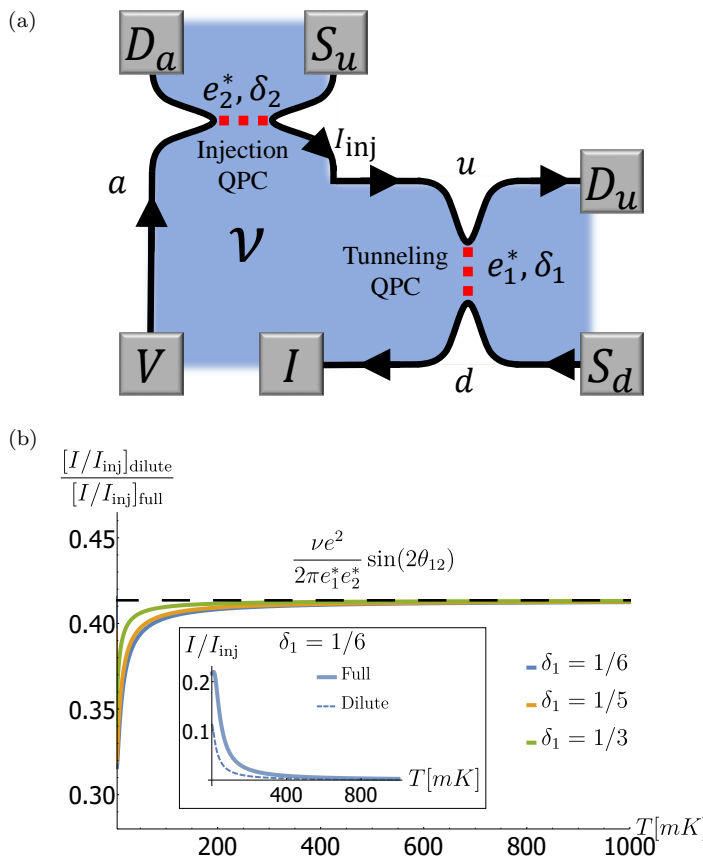 (a)
D_a
S_u
e_2^*, δ_2
I_inj
Injection
QPC
a
u
D_u
𝒱
Tunneling
QPC
e_1^*, δ_1
V
I
d
S_d
(b)
[I/I_inj]_dilute
[I/I_inj]_full
0.45
νe^2
2πe_1^*e_2^* sin(2θ_12)
0.40
I/I_inj δ_1 = 1/6
Full
0.2
Dilute
δ_1 = 1/6
0.1
δ_1 = 1/5
0.35
δ_1 = 1/3
T[mK]
400 800
0.30
T[mK]
200 400 600 800 1000